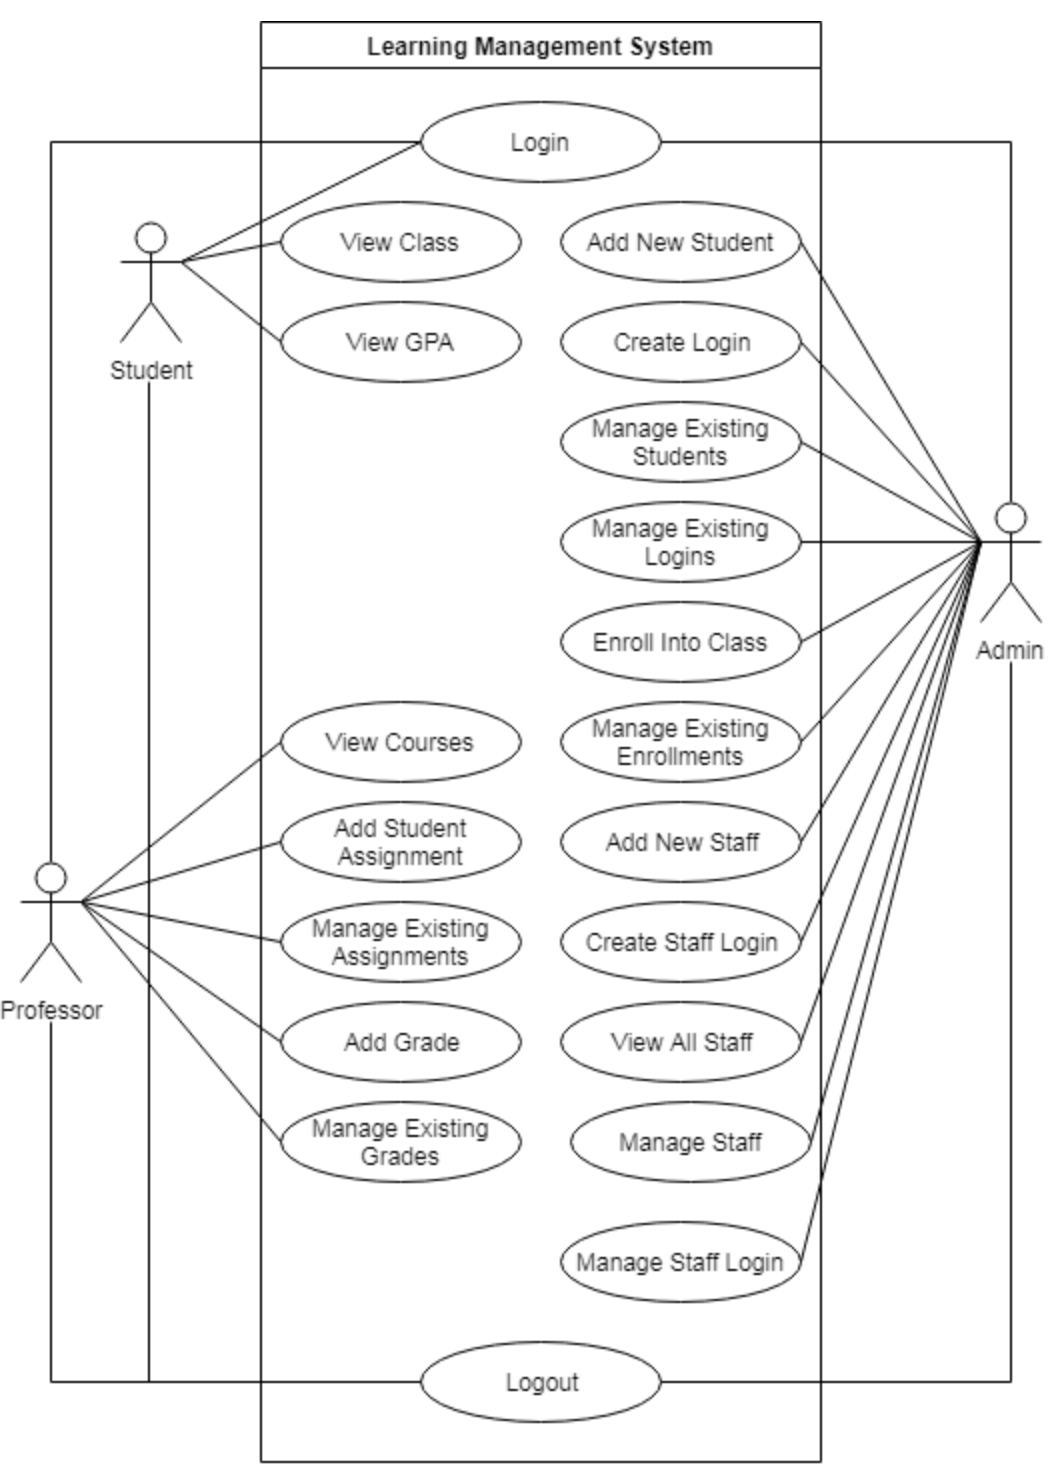 Learning Management System
Login
View Class
Add New Student
View GPA
Create Login
Student
Manage Existing
Students
Manage Existing
Logins
Enroll Into Class
Admin
View Courses
Manage Existing
Enrollments
Add Student
Assignment
Add New Staff
Manage Existing
Assignments
Create Staff Login
Professor
Add Grade
View All Staff
Manage Existing
Grades
Manage Staff
Manage Staff Login
Logout